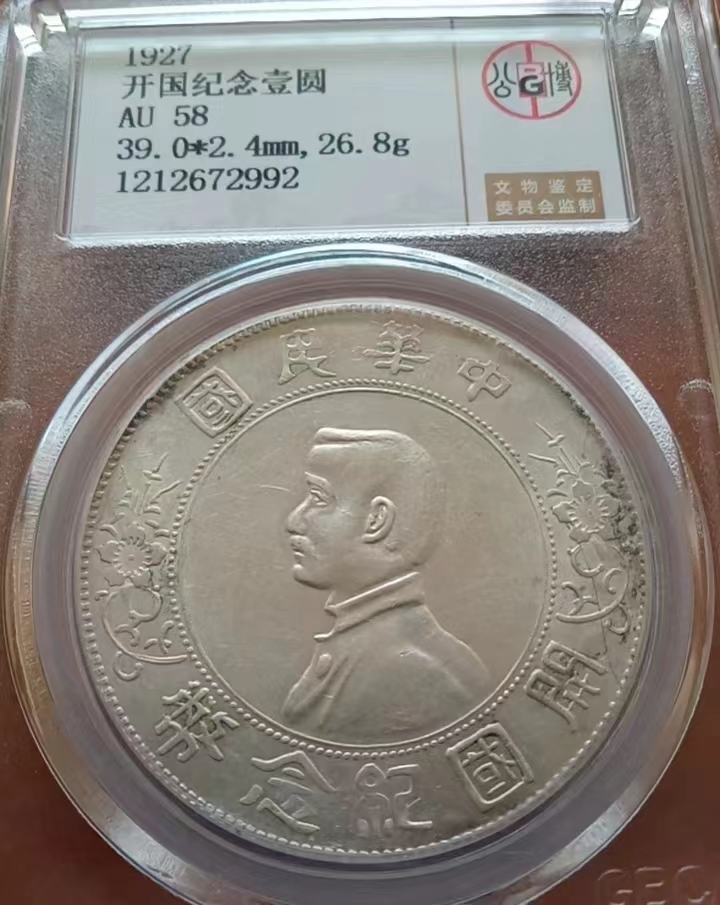 1927
开国纪念壹圆
AU 58
39.0*2.4mm, 26.8g
1212672992
公博
G
文物鉴定
委员会监制
中華民國
開國紀念幣
GBC